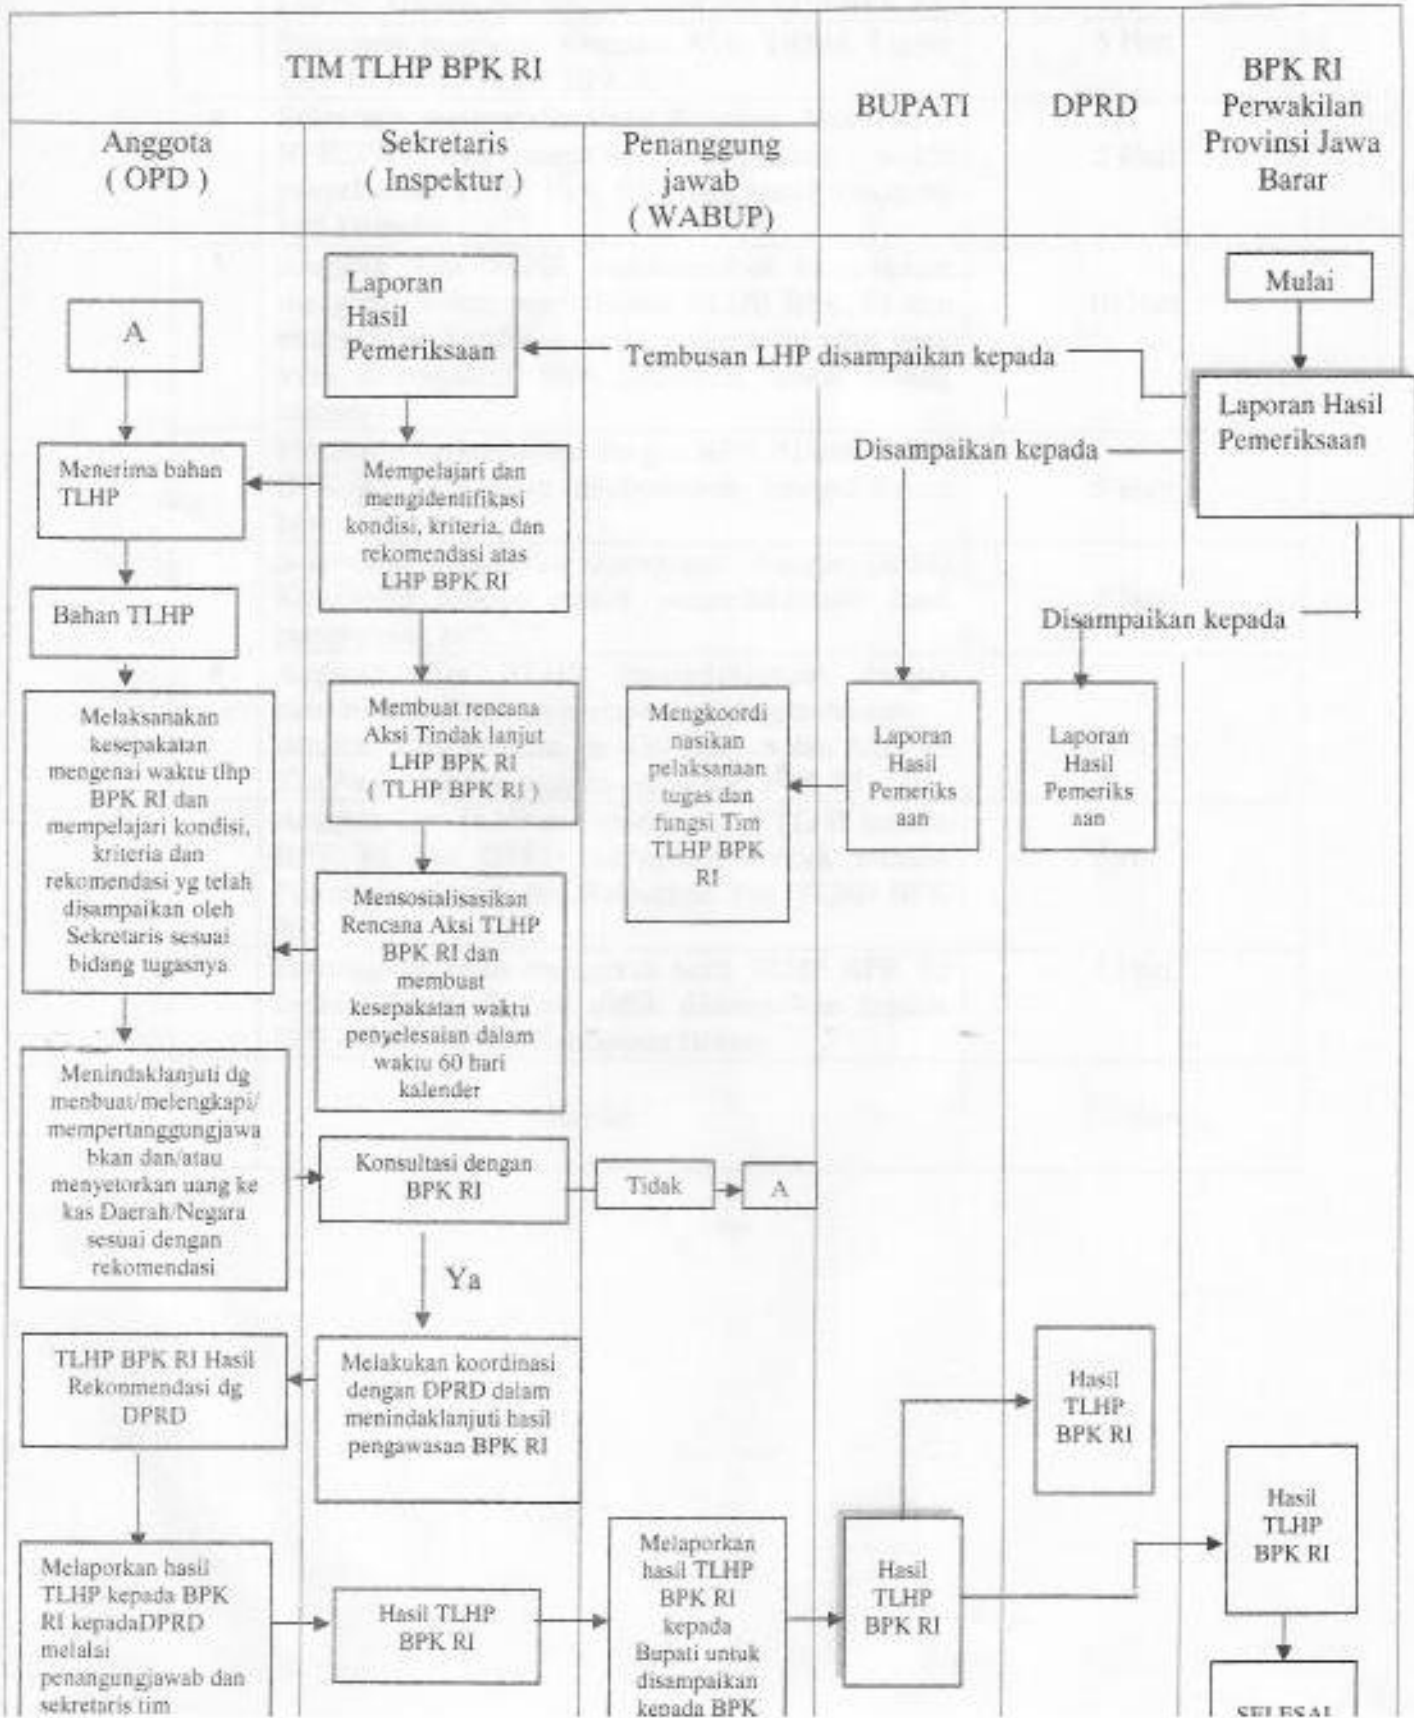 TIM TLHP BPK RI
BUPATI
DPRD
BPK RI
Perwakilan
Provinsi Jawa
Barar
Anggota
( OPD )
Sekretaris
( Inspektur )
Penanggung
jawab
( WABUP)
Mulai
Laporan Hasil
Pemeriksaan
Tembusan LHP disampaikan kepada
Laporan
Hasil
Pemeriksaan
A
Disampaikan kepada
Menerima bahan
TLHP
Mempelajari dan
mengidentifikasi
kondisi, kriteria, dan
rekomendasi atas
LHP BPK RI
Bahan TLHP
Disampaikan kepada
Melaksanakan
kesepakatan
mengenai waktu tlhp
BPK RI dan
mempelajari kondisi,
kriteria dan
rekomendasi yg telah
disampaikan oleh
Sekretaris sesuai
bidang tugasnya
Membuat rencana
Aksi Tindak lanjut
LHP BPK RI
( TLHP BPK RI )
Mengkoordi
nasikan
pelaksanaan
tugas dan
fungsi Tim
TLHP BPK
RI
Laporan
Hasil
Pemeriks
aan
Laporan
Hasil
Pemeriks
aan
Mensosialisasikan
Rencana Aksi TLHP
BPK RI dan
membuat
kesepakatan waktu
penyelesaian dalam
waktu 60 hari
kalender
Menindaklanjuti dg
menbuat/melengkapi/
mempertanggungjawa
bkan dan/atau
menyetorkan uang ke
kas Daerah/Negara
sesuai dengan
rekomendasi
Konsultasi dengan
BPK RI
Tidak
A
Ya
TLHP BPK RI Hasil
Rekonmendasi dg
DPRD
Melakukan koordinasi
dengan DPRD dalam
menindaklanjuti hasil
pengawasan BPK RI
Hasil
TLHP
BPK RI
Hasil
TLHP
BPK RI
Melaporkan hasil
TLHP kepada BPK
RI kepadaDPRD
melalai
penangungjawab dan
sekretaris tim
Hasil TLHP
BPK RI
Melaporkan
hasil TLHP
BPK RI
kepada
Bupati untuk
disampaikan
kepada BPK
Hasil
TLHP
BPK RI
SELESAI